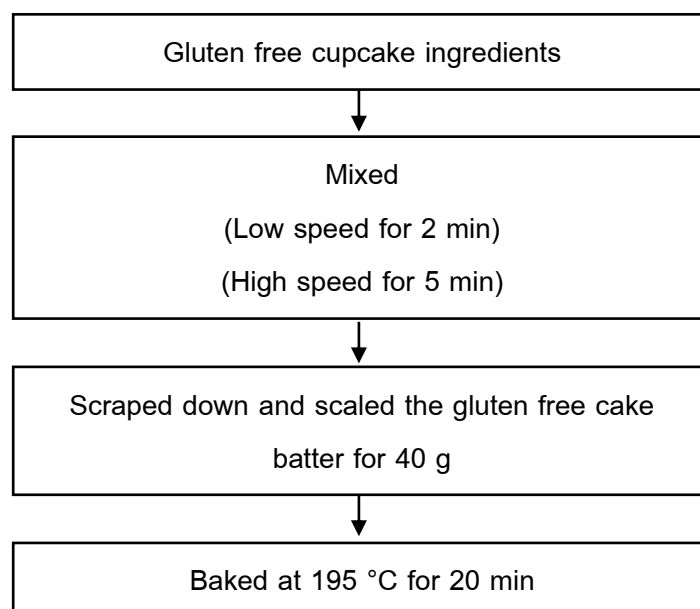 Gluten free cupcake ingredients
Mixed
(Low speed for 2 min)
(High speed for 5 min)
Scraped down and scaled the gluten free cake
batter for 40 g
Baked at 195 °C for 20 min